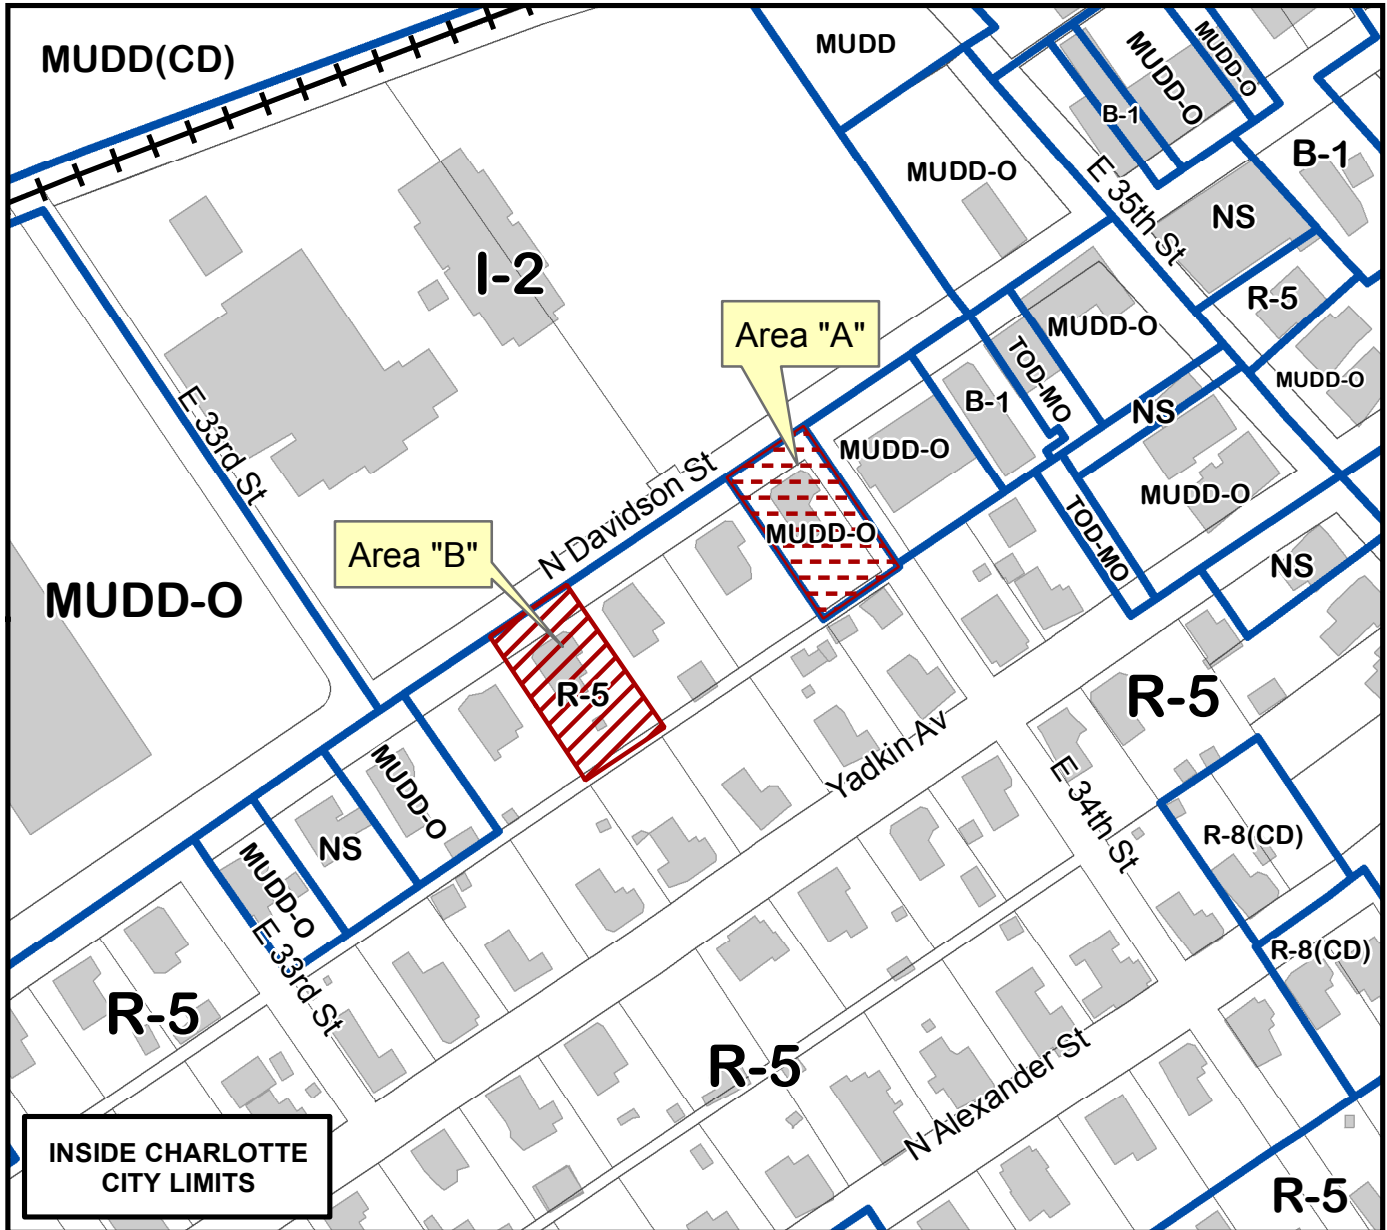 MUDD(CD)
MUDD
MUDD-O
MUDD-O
B-1
B-1
MUDD-O
E 35th St
NS
I-2
R-5
Area "A"
MUDD-O
TOD-MO
MUDD-O
B-1
NS
E 33rd St
MUDD-O
N Davidson St
MUDD-O
TOD-MO
MUDD-O
Area "B"
NS
MUDD-O
R-5
R-5
Yadkin Av
MUDD-O
E 34th St
R-8(CD)
NS
MUDD-O
E 33rd St
R-8(CD)
R-5
R-5
N Alexander St
INSIDE CHARLOTTE
CITY LIMITS
R-5